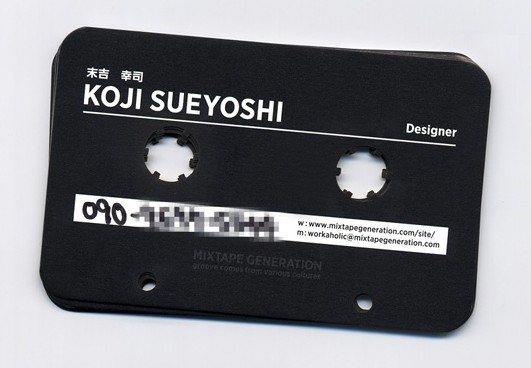 末吉　幸司
KOJI SUEYOSHI
Designer
090-
w : www.mixtapegeneration.com/site/
m: workaholic@mixtapegeneration.com
MIXTAPE GENERATION
groove comes from various cultures